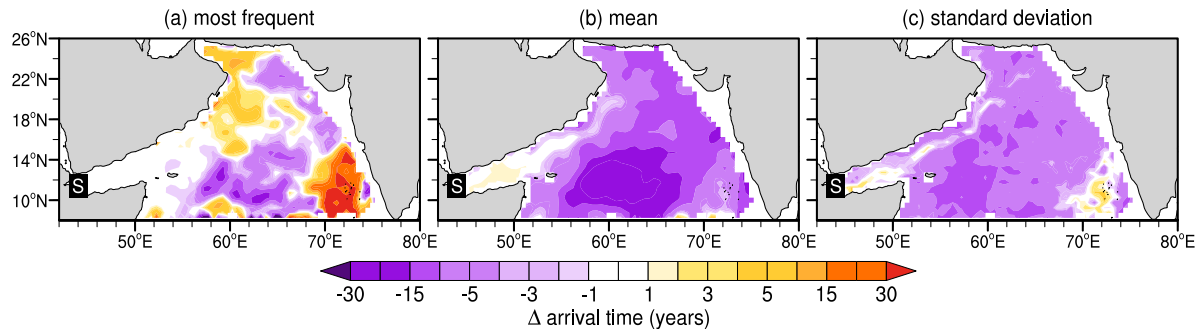 (a) most frequent (b) mean (c) standard deviation
26°N
22°N
18°N
14°N
10°N
S S S
50°E 60°E 70°E 80°E 50°E 60°E 70°E 80°E 50°E 60°E 70°E 80°E
-30 -15 -5 -3 -1 1 3 5 15 30
Δ arrival time (years)